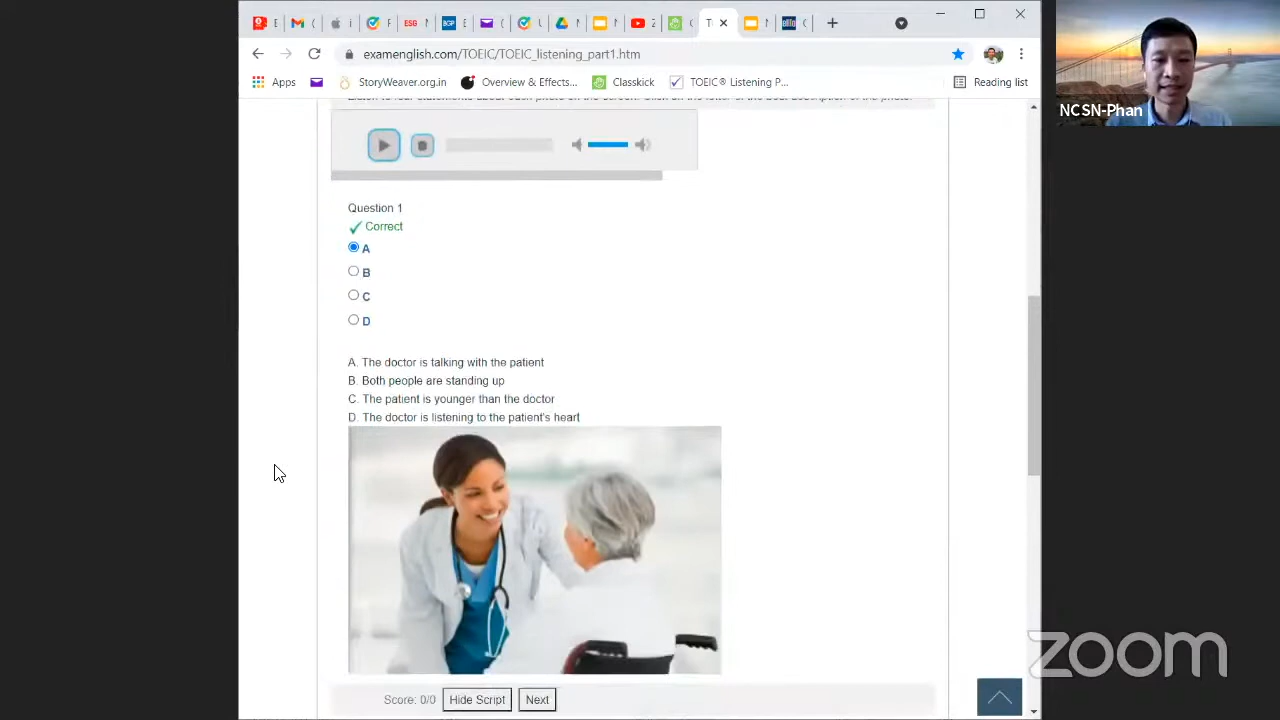 examenglish.com/TOEIC/TOEIC_listening_part1.htm
Apps
StoryWeaver.org.in
Overview & Effects...
Classkick
TOEIC® Listening P...
Reading list
NCSN-Phan
Question 1
Correct
A
B
C
D
A. The doctor is talking with the patient
B. Both people are standing up
C. The patient is younger than the doctor
D. The doctor is listening to the patient's heart
Score: 0/0
Hide Script
Next
zoom